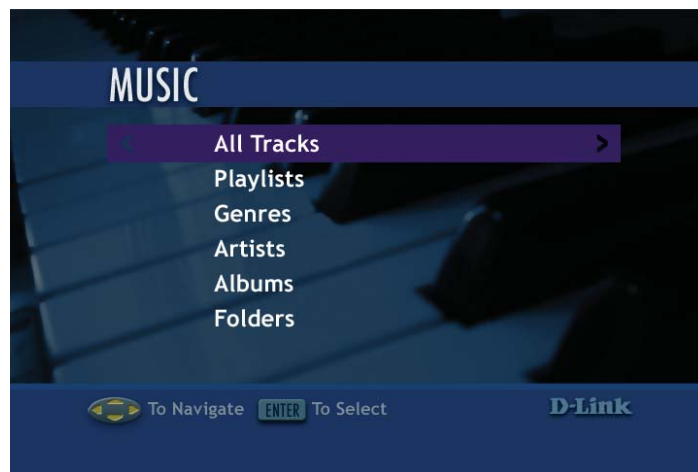 MUSIC
All Tracks
Playlists
Genres
Artists
Albums
Folders
To Navigate ENTER To Select D-Link